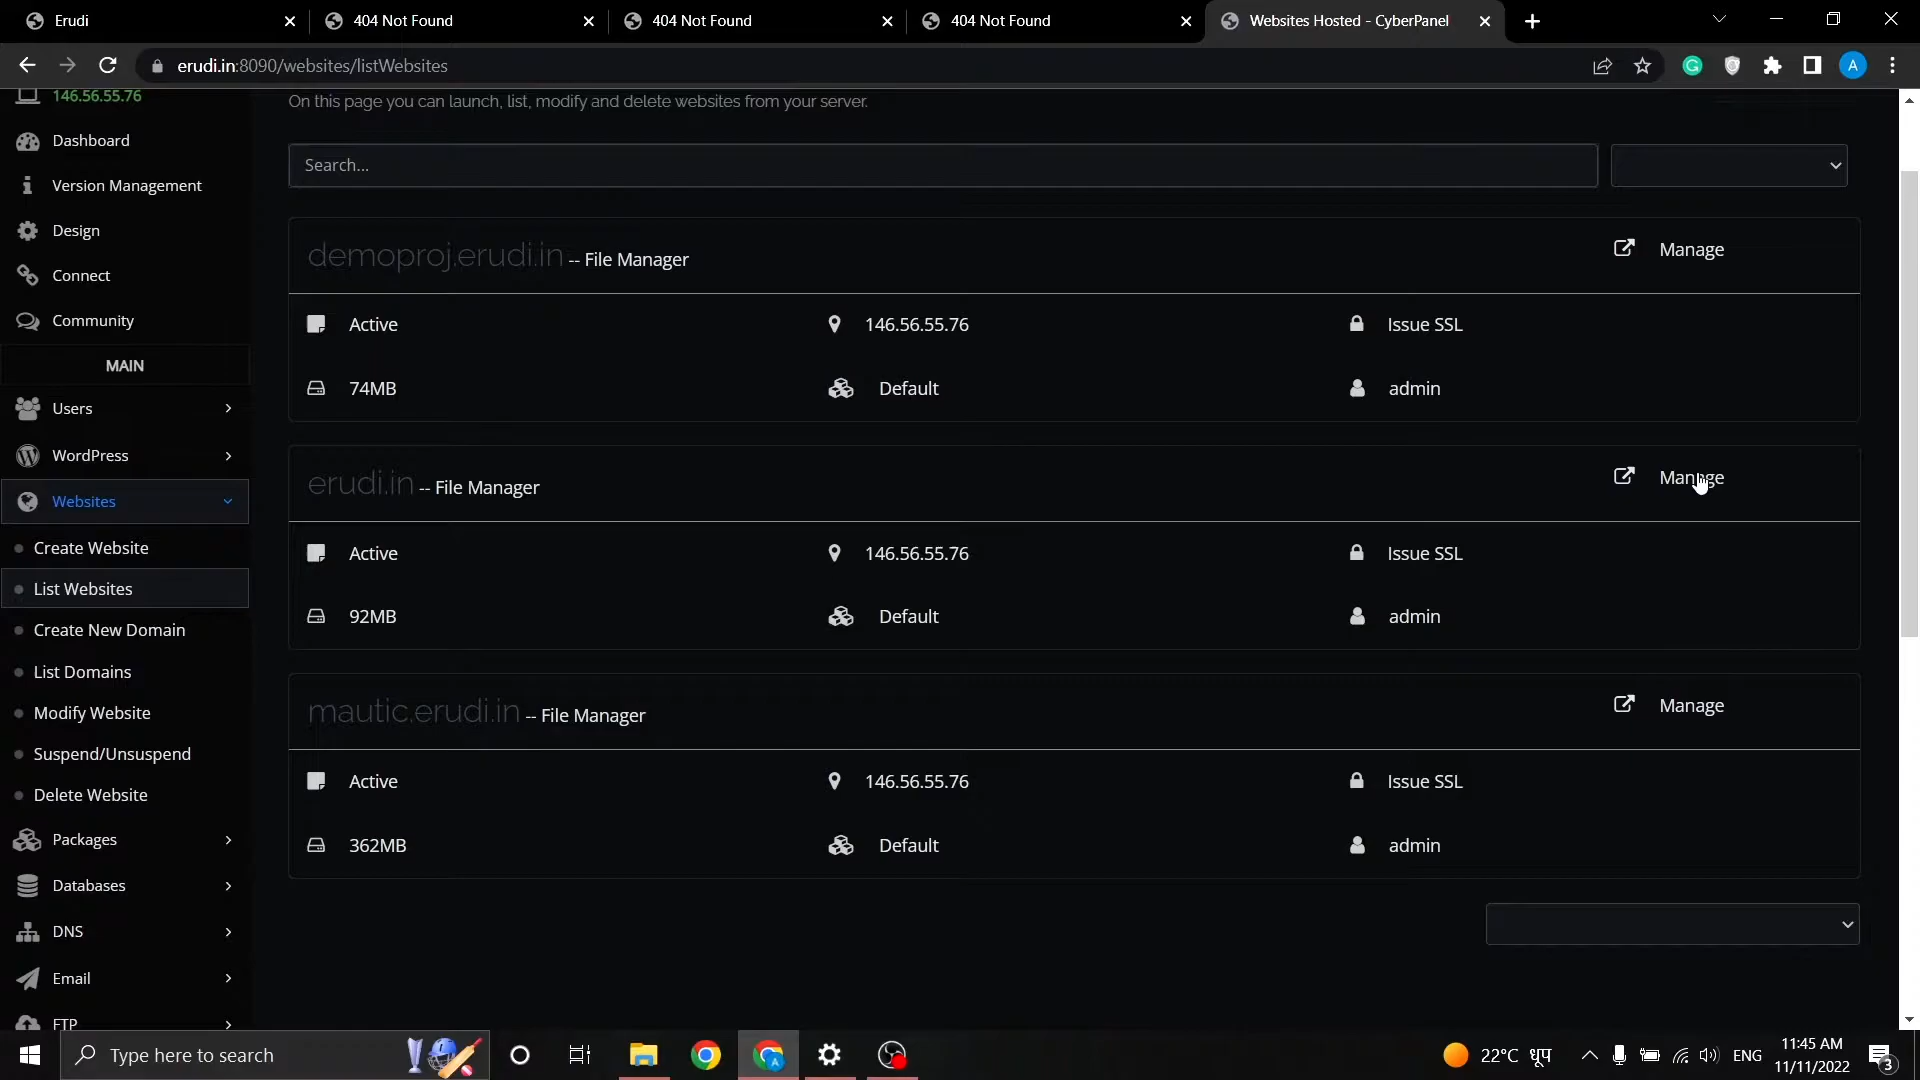 Erudi
404 Not Found
404 Not Found
404 Not Found
Websites Hosted - CyberPanel
erudi.in:8090/websites/listWebsites
A
146.56.55.76
On this page you can launch, list, modify and delete websites from your server.
Dashboard
Version Management
Design
Connect
Community
MAIN
Users
WordPress
Websites
Create Website
List Websites
Create New Domain
List Domains
Modify Website
Suspend/Unsuspend
Delete Website
Packages
Databases
DNS
Email
FTP
Search...
demoproj.erudi.in -- File Manager
Manage
Active
146.56.55.76
Issue SSL
74MB
Default
admin
erudi.in -- File Manager
Manage
Active
146.56.55.76
Issue SSL
92MB
Default
admin
mautic.erudi.in -- File Manager
Manage
Active
146.56.55.76
Issue SSL
362MB
Default
admin
Type here to search
22°C धूप
ENG
11:45 AM
11/11/2022
3